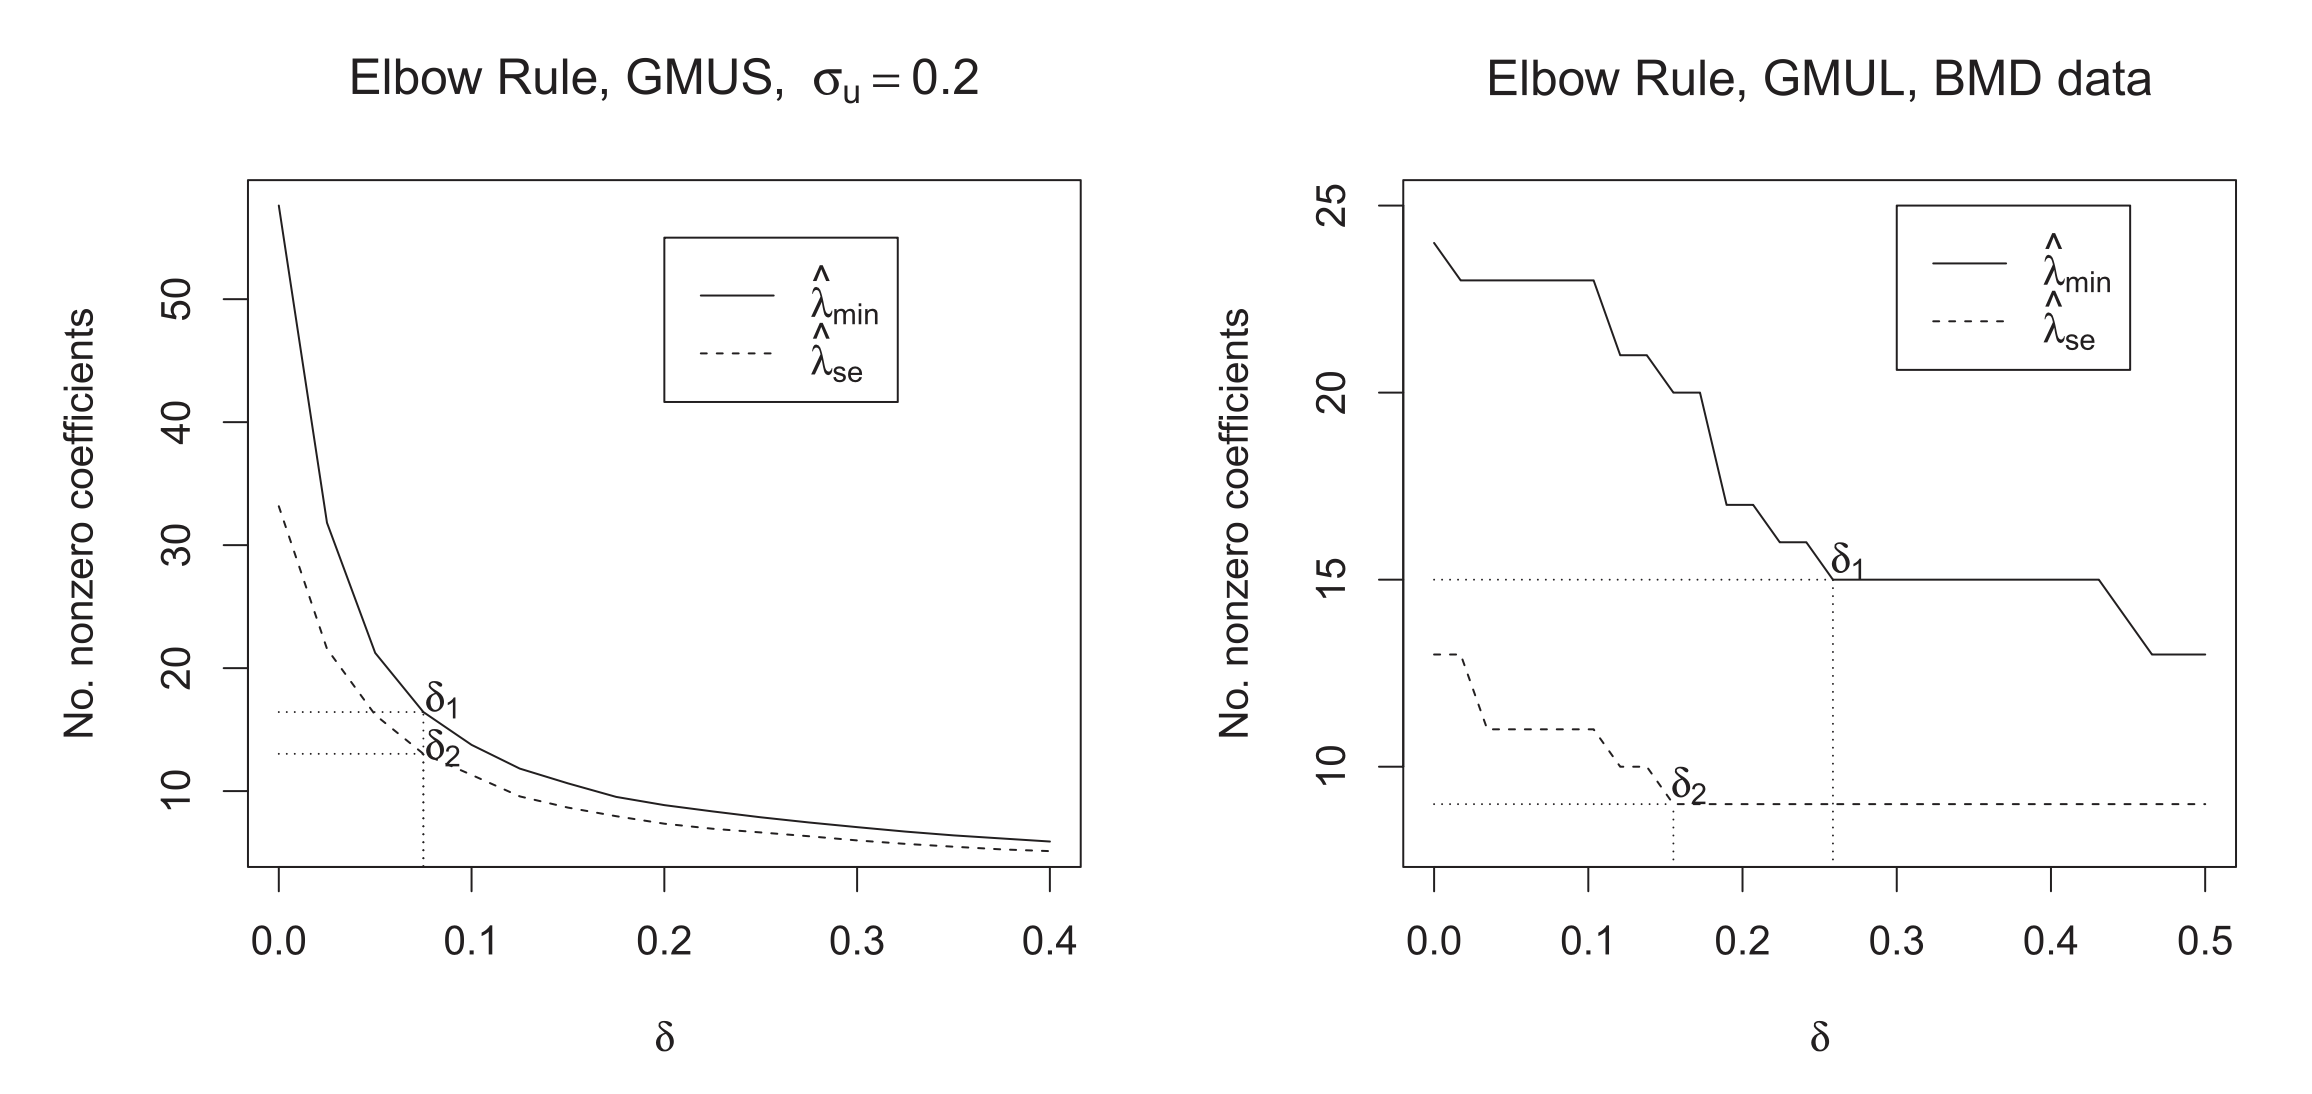 Elbow Rule, GMUS, σu = 0.2
No. nonzero coefficients
50
40
30
20
10
λ̂min
λ̂se
δ1
δ2
0.0 0.1 0.2 0.3 0.4
δ
Elbow Rule, GMUL, BMD data
No. nonzero coefficients
25
20
15
10
λ̂min
λ̂se
δ1
δ2
0.0 0.1 0.2 0.3 0.4 0.5
δ